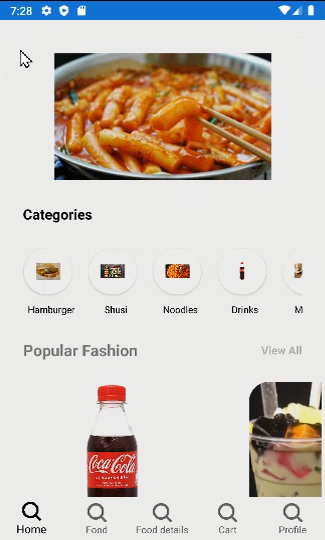 7:28
Categories
Hamburger
Shusi
Noodles
Drinks
M
Popular Fashion
View All
Coca-Cola
Home
Food
Food details
Cart
Profile